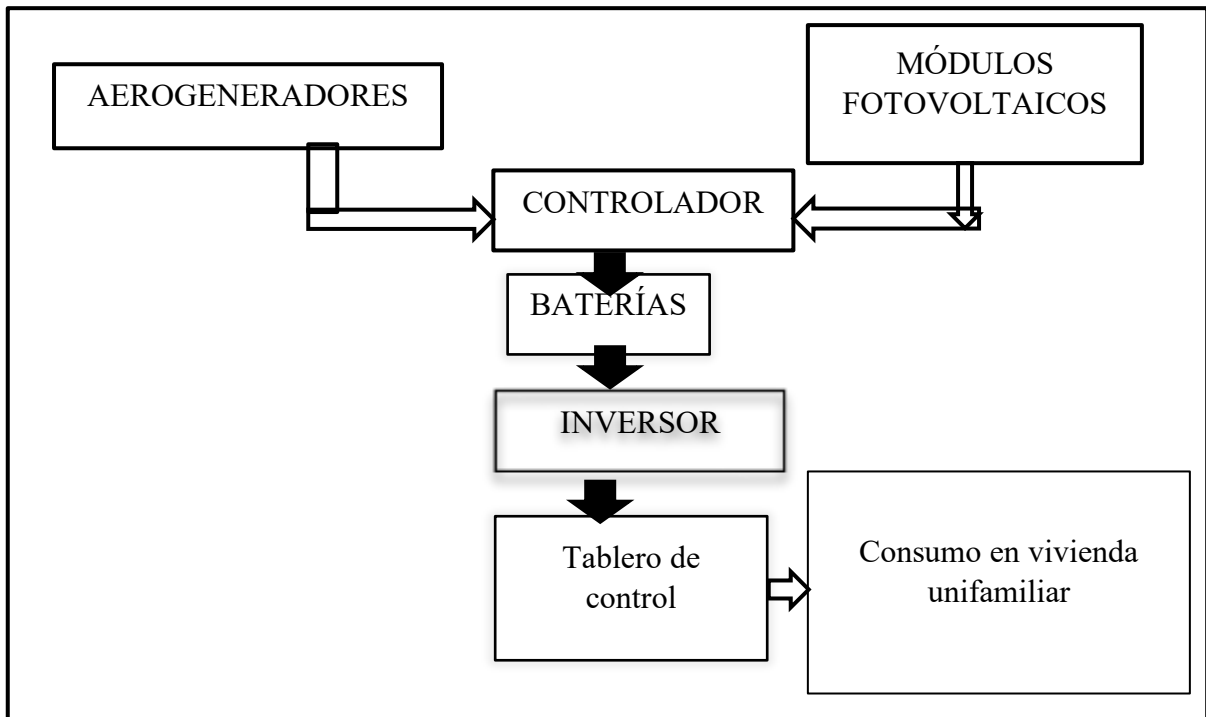 AEROGENERADORES
MÓDULOS
FOTOVOLTAICOS
CONTROLADOR
BATERÍAS
INVERSOR
Tablero de
control
Consumo en vivienda
unifamiliar